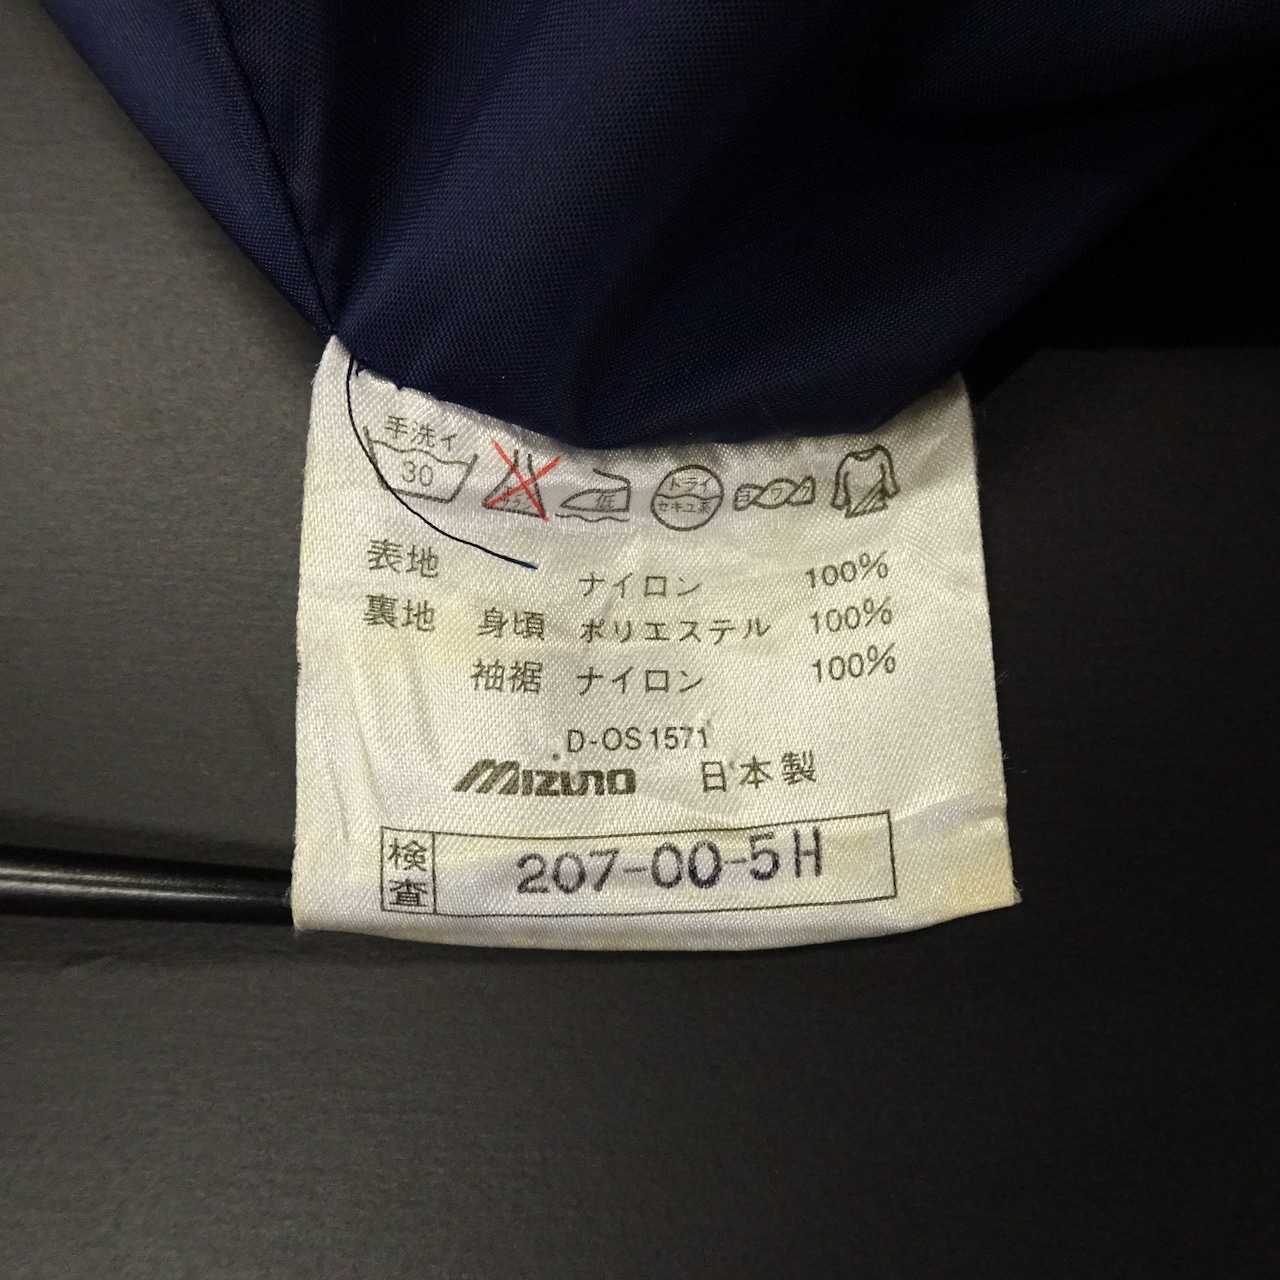 手洗イ
30
低
ドライ
セキユ系
表地 ナイロン 100%
裏地 身頃 ポリエステル 100%
袖裾 ナイロン 100%
D-OS1571
MIZUNO 日本製
検査 207-00-5H